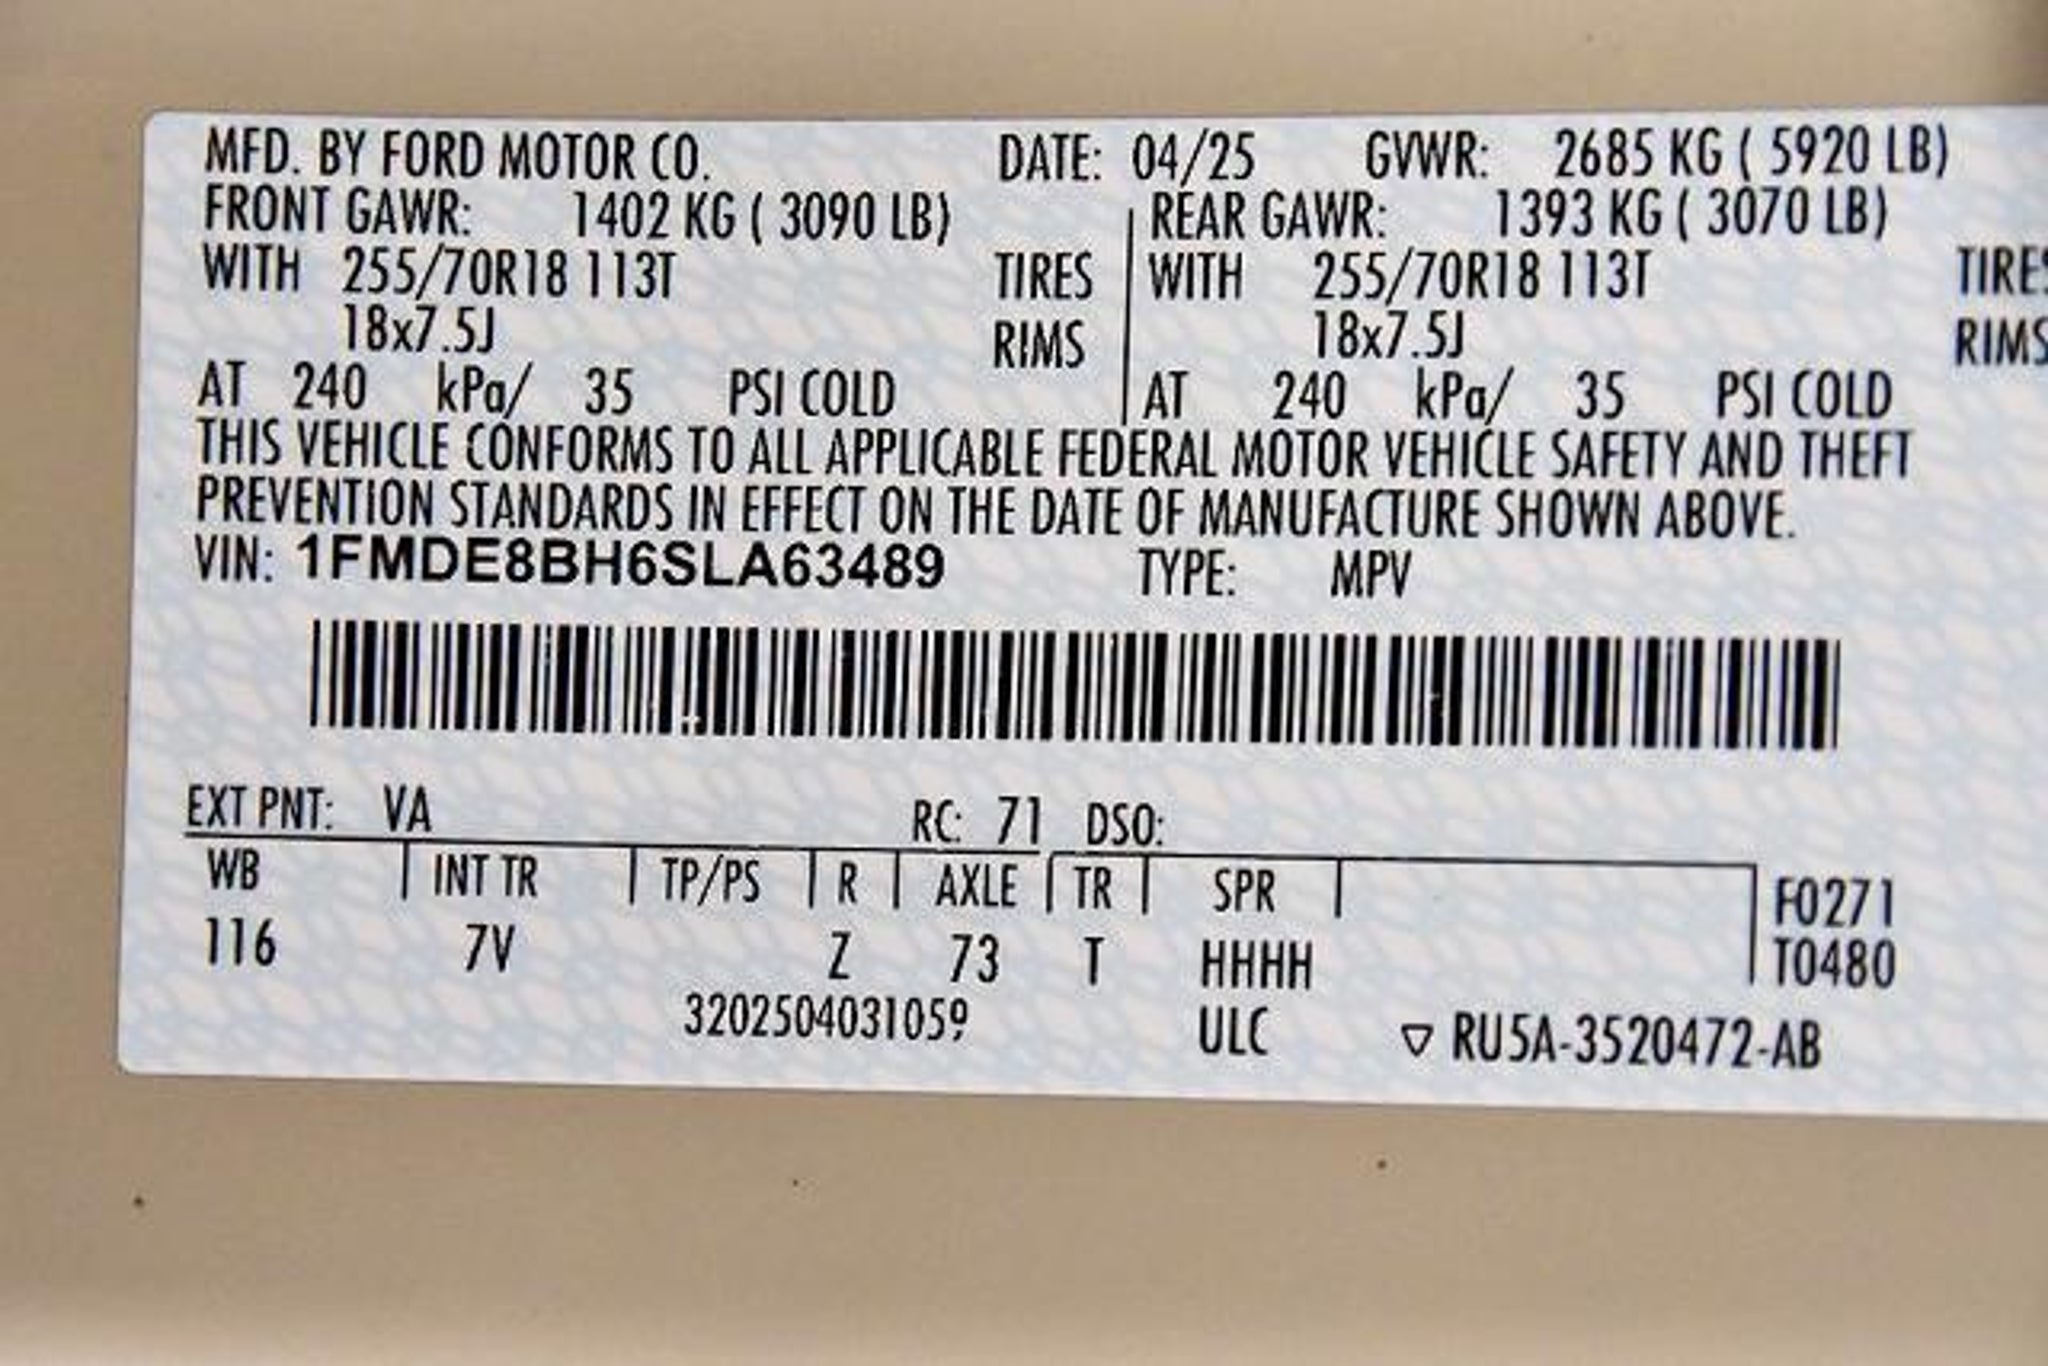 MFD. BY FORD MOTOR CO. DATE: 04/25 GVWR: 2685 KG ( 5920 LB)
FRONT GAWR: 1402 KG ( 3090 LB) REAR GAWR: 1393 KG ( 3070 LB)
WITH 255/70R18 113T TIRES WITH 255/70R18 113T TIRES
18x7.5J RIMS 18x7.5J RIMS
AT 240 kPa/ 35 PSI COLD AT 240 kPa/ 35 PSI COLD
THIS VEHICLE CONFORMS TO ALL APPLICABLE FEDERAL MOTOR VEHICLE SAFETY AND THEFT
PREVENTION STANDARDS IN EFFECT ON THE DATE OF MANUFACTURE SHOWN ABOVE.
VIN: 1FMDE8BH6SLA63489 TYPE: MPV
EXT PNT: VA RC: 71 DSO:
WB INT TR TP/PS R AXLE TR SPR F0271
116 7V Z 73 T HHHH T0480
3202504031059 ULC ▽ RU5A-3520472-AB